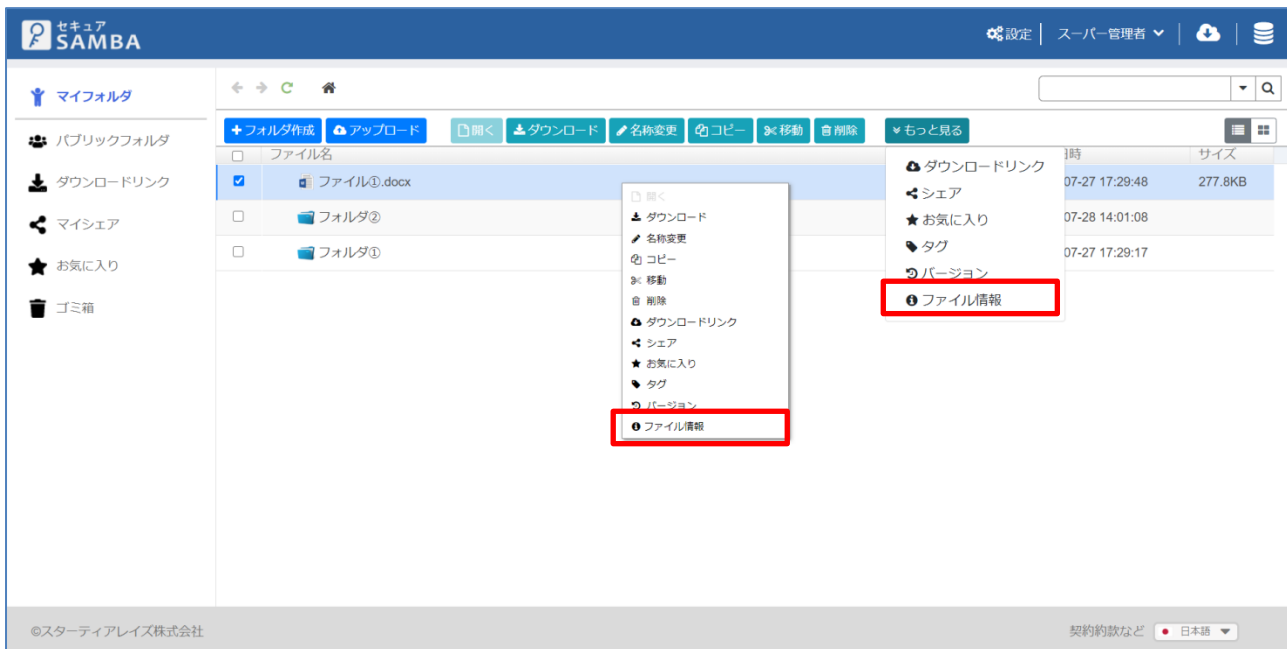 セキュア
SAMBA
設定 スーパー管理者
マイフォルダ
パブリックフォルダ
ダウンロードリンク
マイシェア
お気に入り
ゴミ箱
フォルダ作成 アップロード 開く ダウンロード 名称変更 コピー 移動 削除 もっと見る
ファイル名 日時 サイズ
ファイル①.docx 07-27 17:29:48 277.8KB
フォルダ② 07-28 14:01:08
フォルダ① 07-27 17:29:17
開く
ダウンロード
名称変更
コピー
移動
削除
ダウンロードリンク
シェア
お気に入り
タグ
バージョン
ファイル情報
ダウンロードリンク
シェア
お気に入り
タグ
バージョン
ファイル情報
©スターティアレイズ株式会社 契約約款など 日本語